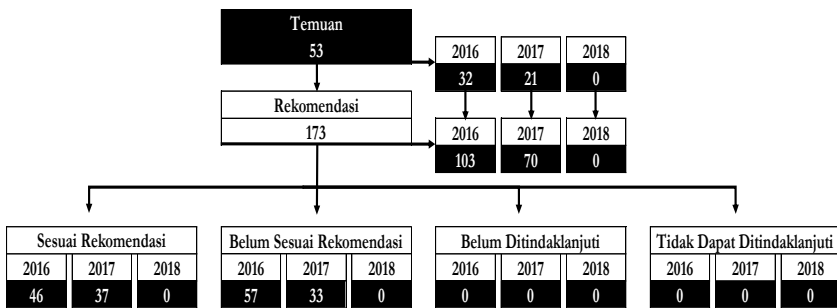 Temuan
53
2016 2017 2018
32 21 0
Rekomendasi
173
2016 2017 2018
103 70 0
Sesuai Rekomendasi
2016 2017 2018
46 37 0
Belum Sesuai Rekomendasi
2016 2017 2018
57 33 0
Belum Ditindaklanjuti
2016 2017 2018
0 0 0
Tidak Dapat Ditindaklanjuti
2016 2017 2018
0 0 0